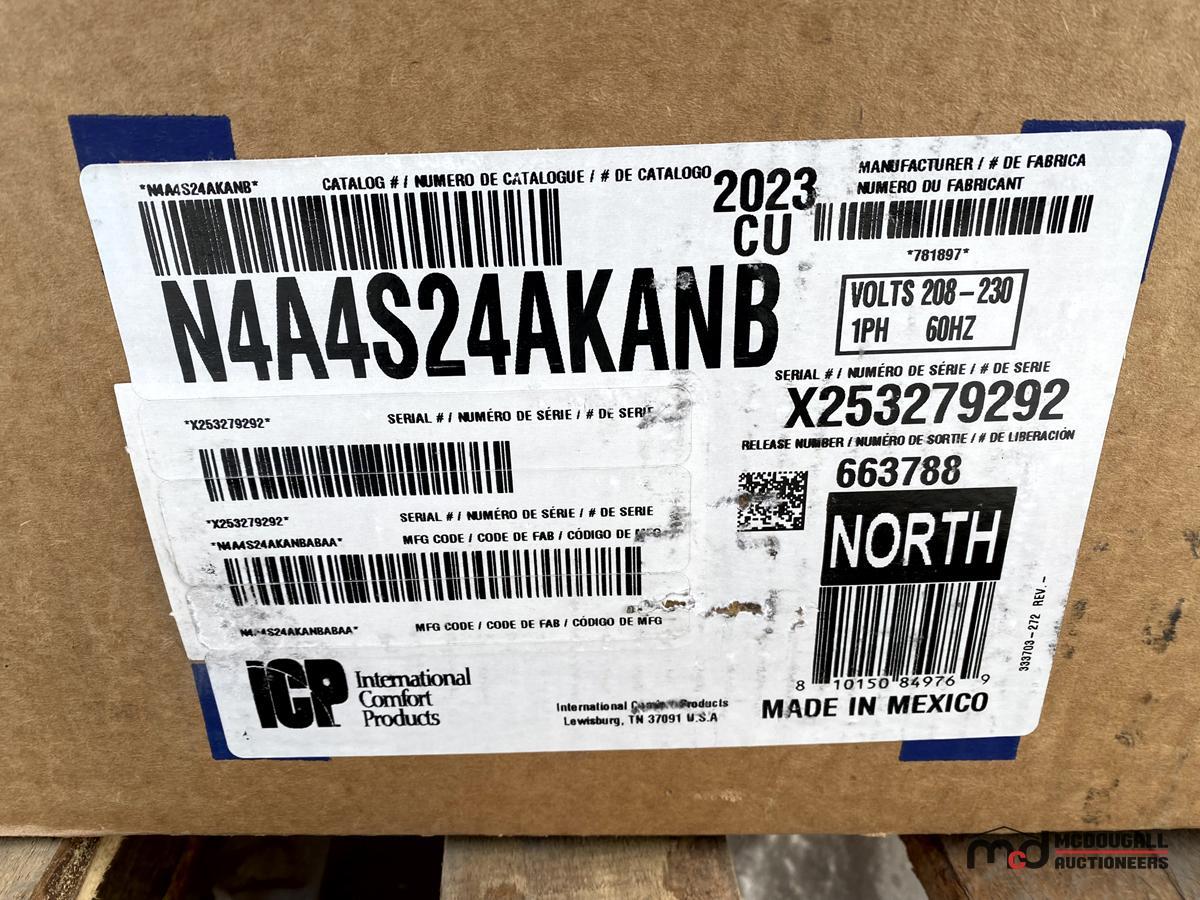 *N4A4S24AKANB*
CATALOG # / NUMERO DE CATALOGUE / # DE CATALOGO
2023
CU
MANUFACTURER / # DE FABRICA
NUMERO DU FABRICANT
*781897*
N4A4S24AKANB
VOLTS 208-230
1PH 60HZ
SERIAL # / NUMÉRO DE SÉRIE / # DE SERIE
X253279292
*X253279292*
SERIAL # / NUMÉRO DE SÉRIE / # DE SERIE
RELEASE NUMBER / NUMÉRO DE SORTIE / # DE LIBERACIÓN
663788
NORTH
*X253279292*
SERIAL # / NUMÉRO DE SÉRIE / # DE SERIE
*N4A4S24AKANBABAA*
MFG CODE / CODE DE FAB / CÓDIGO DE MFG
MFG CODE / CODE DE FAB / CÓDIGO DE MFG
333703-272 REV. -
8 10150 84976 9
MADE IN MEXICO
ICP International
Comfort
Products
International Products
Lewisburg, TN 37091 U.S.A
mcd MCDOUGALL
AUCTIONEERS